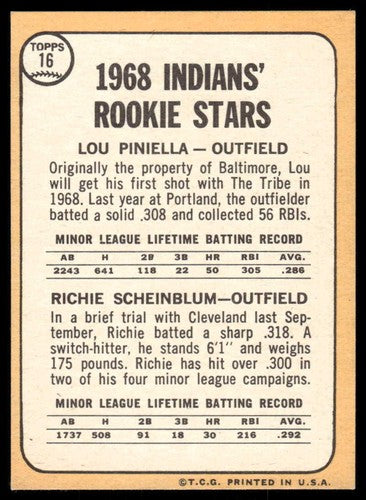 TOPPS
16
1968 INDIANS'
ROOKIE STARS
LOU PINIELLA — OUTFIELD
Originally the property of Baltimore, Lou
will get his first shot with The Tribe in
1968. Last year at Portland, the outfielder
batted a solid .308 and collected 56 RBIs.
MINOR LEAGUE LIFETIME BATTING RECORD
AB H 2B 3B HR RBI AVG.
2243 641 118 22 50 305 .286
RICHIE SCHEINBLUM—OUTFIELD
In a brief trial with Cleveland last Sep-
tember, Richie batted a sharp .318. A
switch-hitter, he stands 6'1" and weighs
175 pounds. Richie has hit over .300 in
two of his four minor league campaigns.
MINOR LEAGUE LIFETIME BATTING RECORD
AB H 2B 3B HR RBI AVG.
1737 508 91 18 30 216 .292
©T.C.G. PRINTED IN U.S.A.